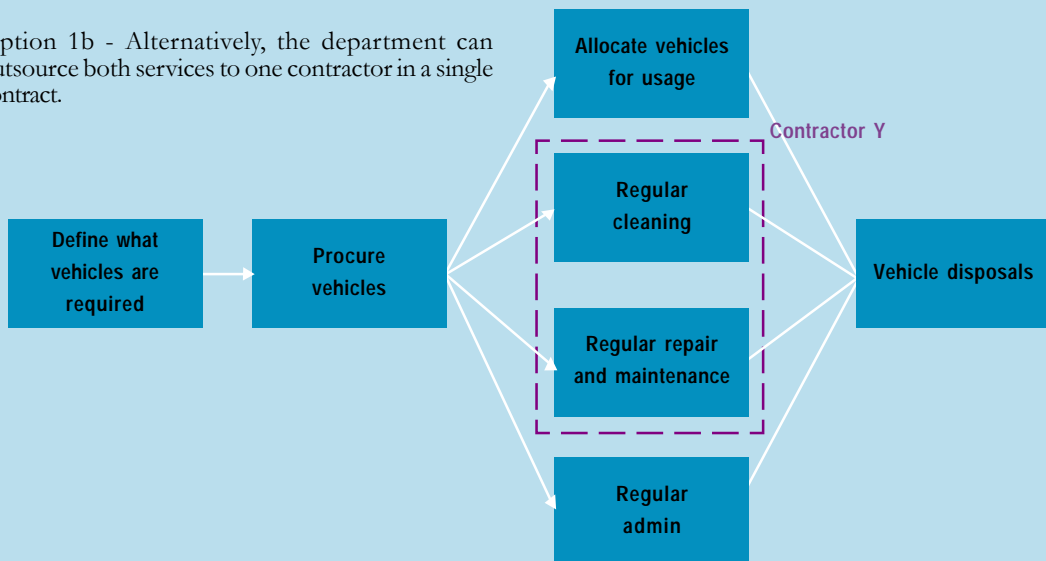 ption 1b - Alternatively, the department can
utsource both services to one contractor in a single
ontract.
Allocate vehicles
for usage
Contractor Y
Regular
cleaning
Define what
vehicles are
required
Procure
vehicles
Vehicle disposals
Regular repair
and maintenance
Regular
admin